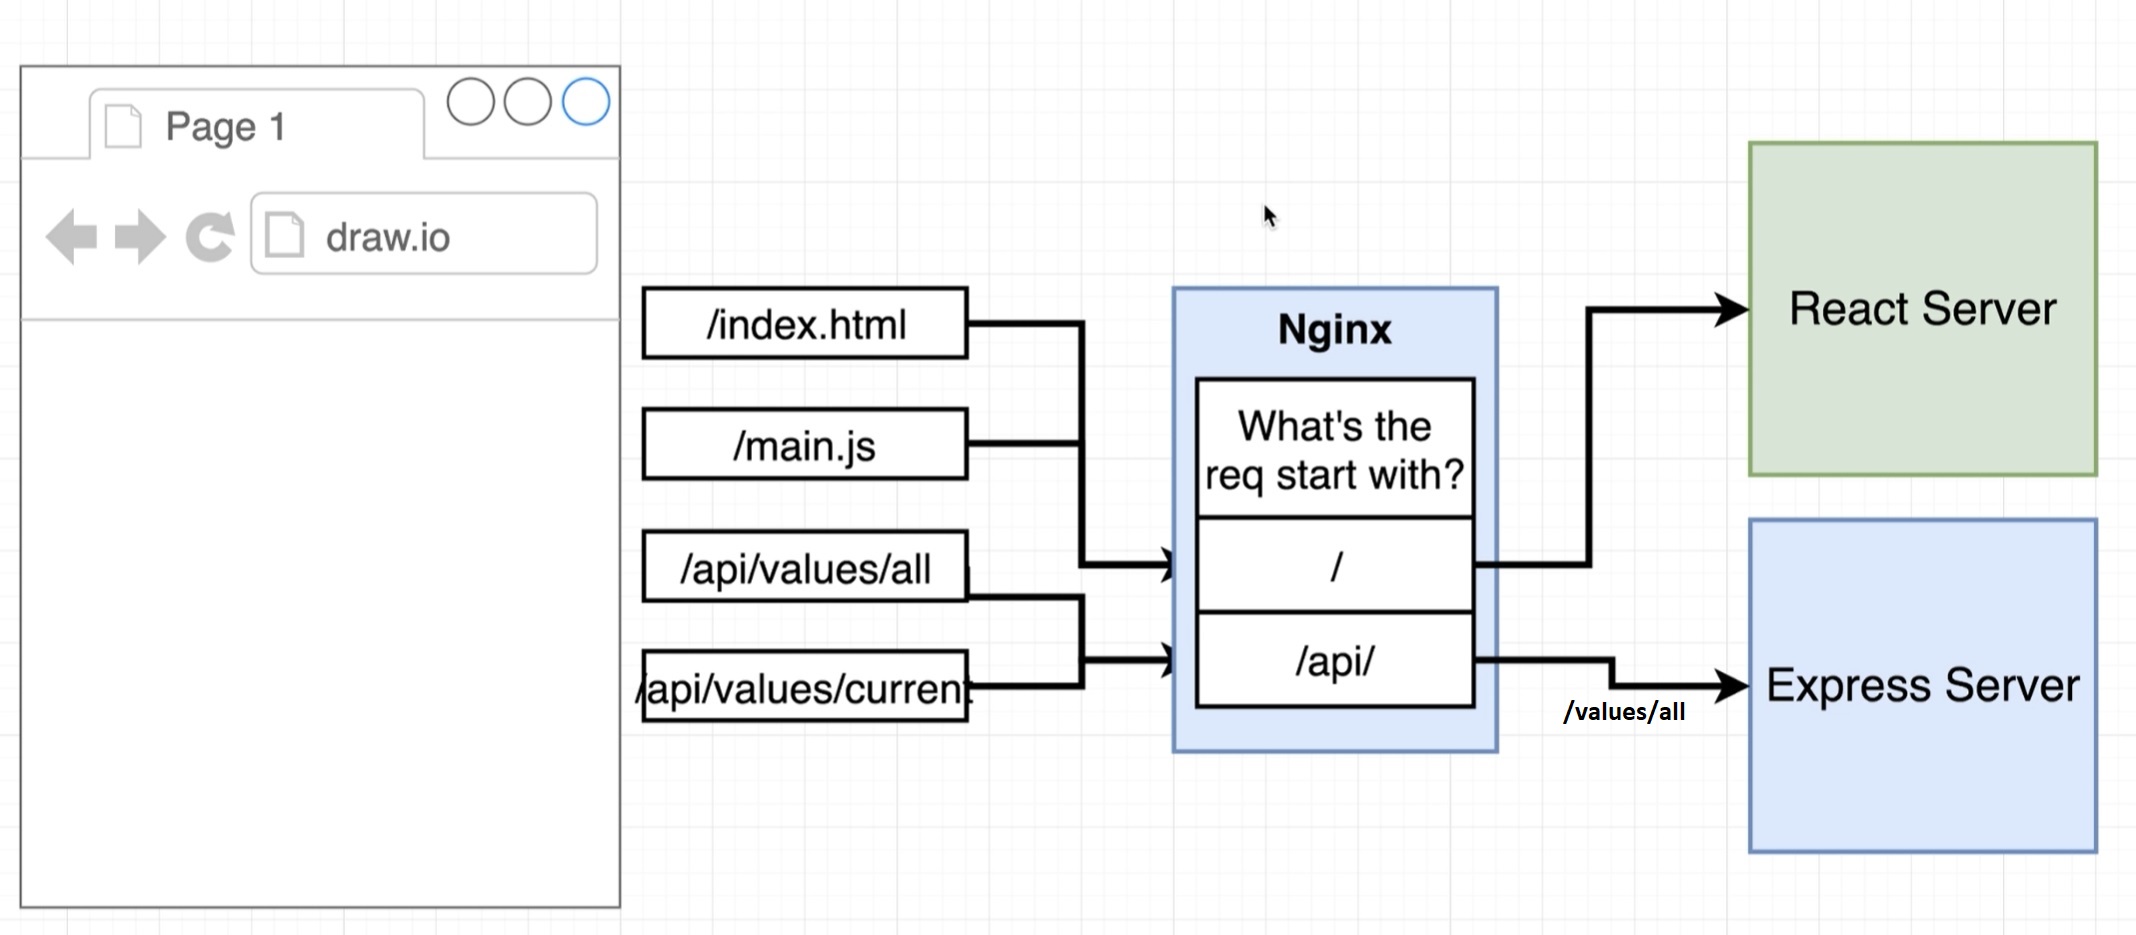 Page 1
draw.io
/index.html
/main.js
/api/values/all
/api/values/current
Nginx
What's the
req start with?
/
/api/
/values/all
React Server
Express Server